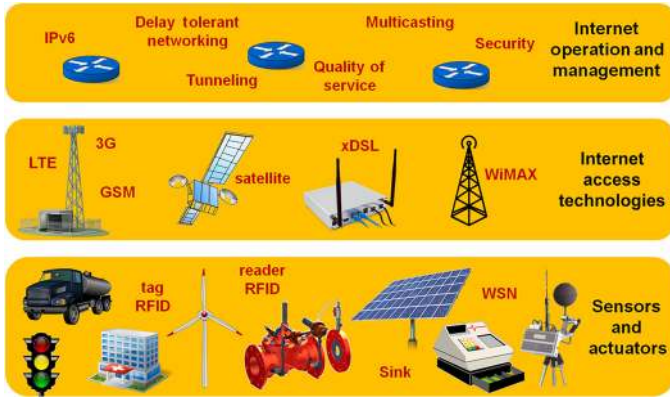 IPv6
Delay tolerant
networking
Tunneling
Multicasting
Quality of
service
Security
Internet
operation and
management
LTE
3G
GSM
satellite
xDSL
WiMAX
Internet
access
technologies
tag
RFID
reader
RFID
Sink
WSN
Sensors and
actuators